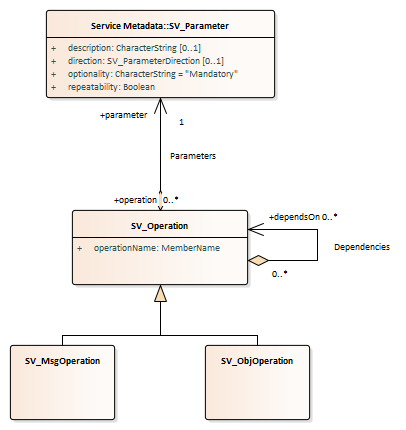 Service Metadata::SV_Parameter
+ description: CharacterString [0..1]
+ direction: SV_ParameterDirection [0..1]
+ optionality: CharacterString = "Mandatory"
+ repeatability: Boolean
+parameter
1
Parameters
+operation 0..*
SV_Operation
+ operationName: MemberName
+dependsOn 0..*
Dependencies
0..*
SV_MsgOperation
SV_ObjOperation